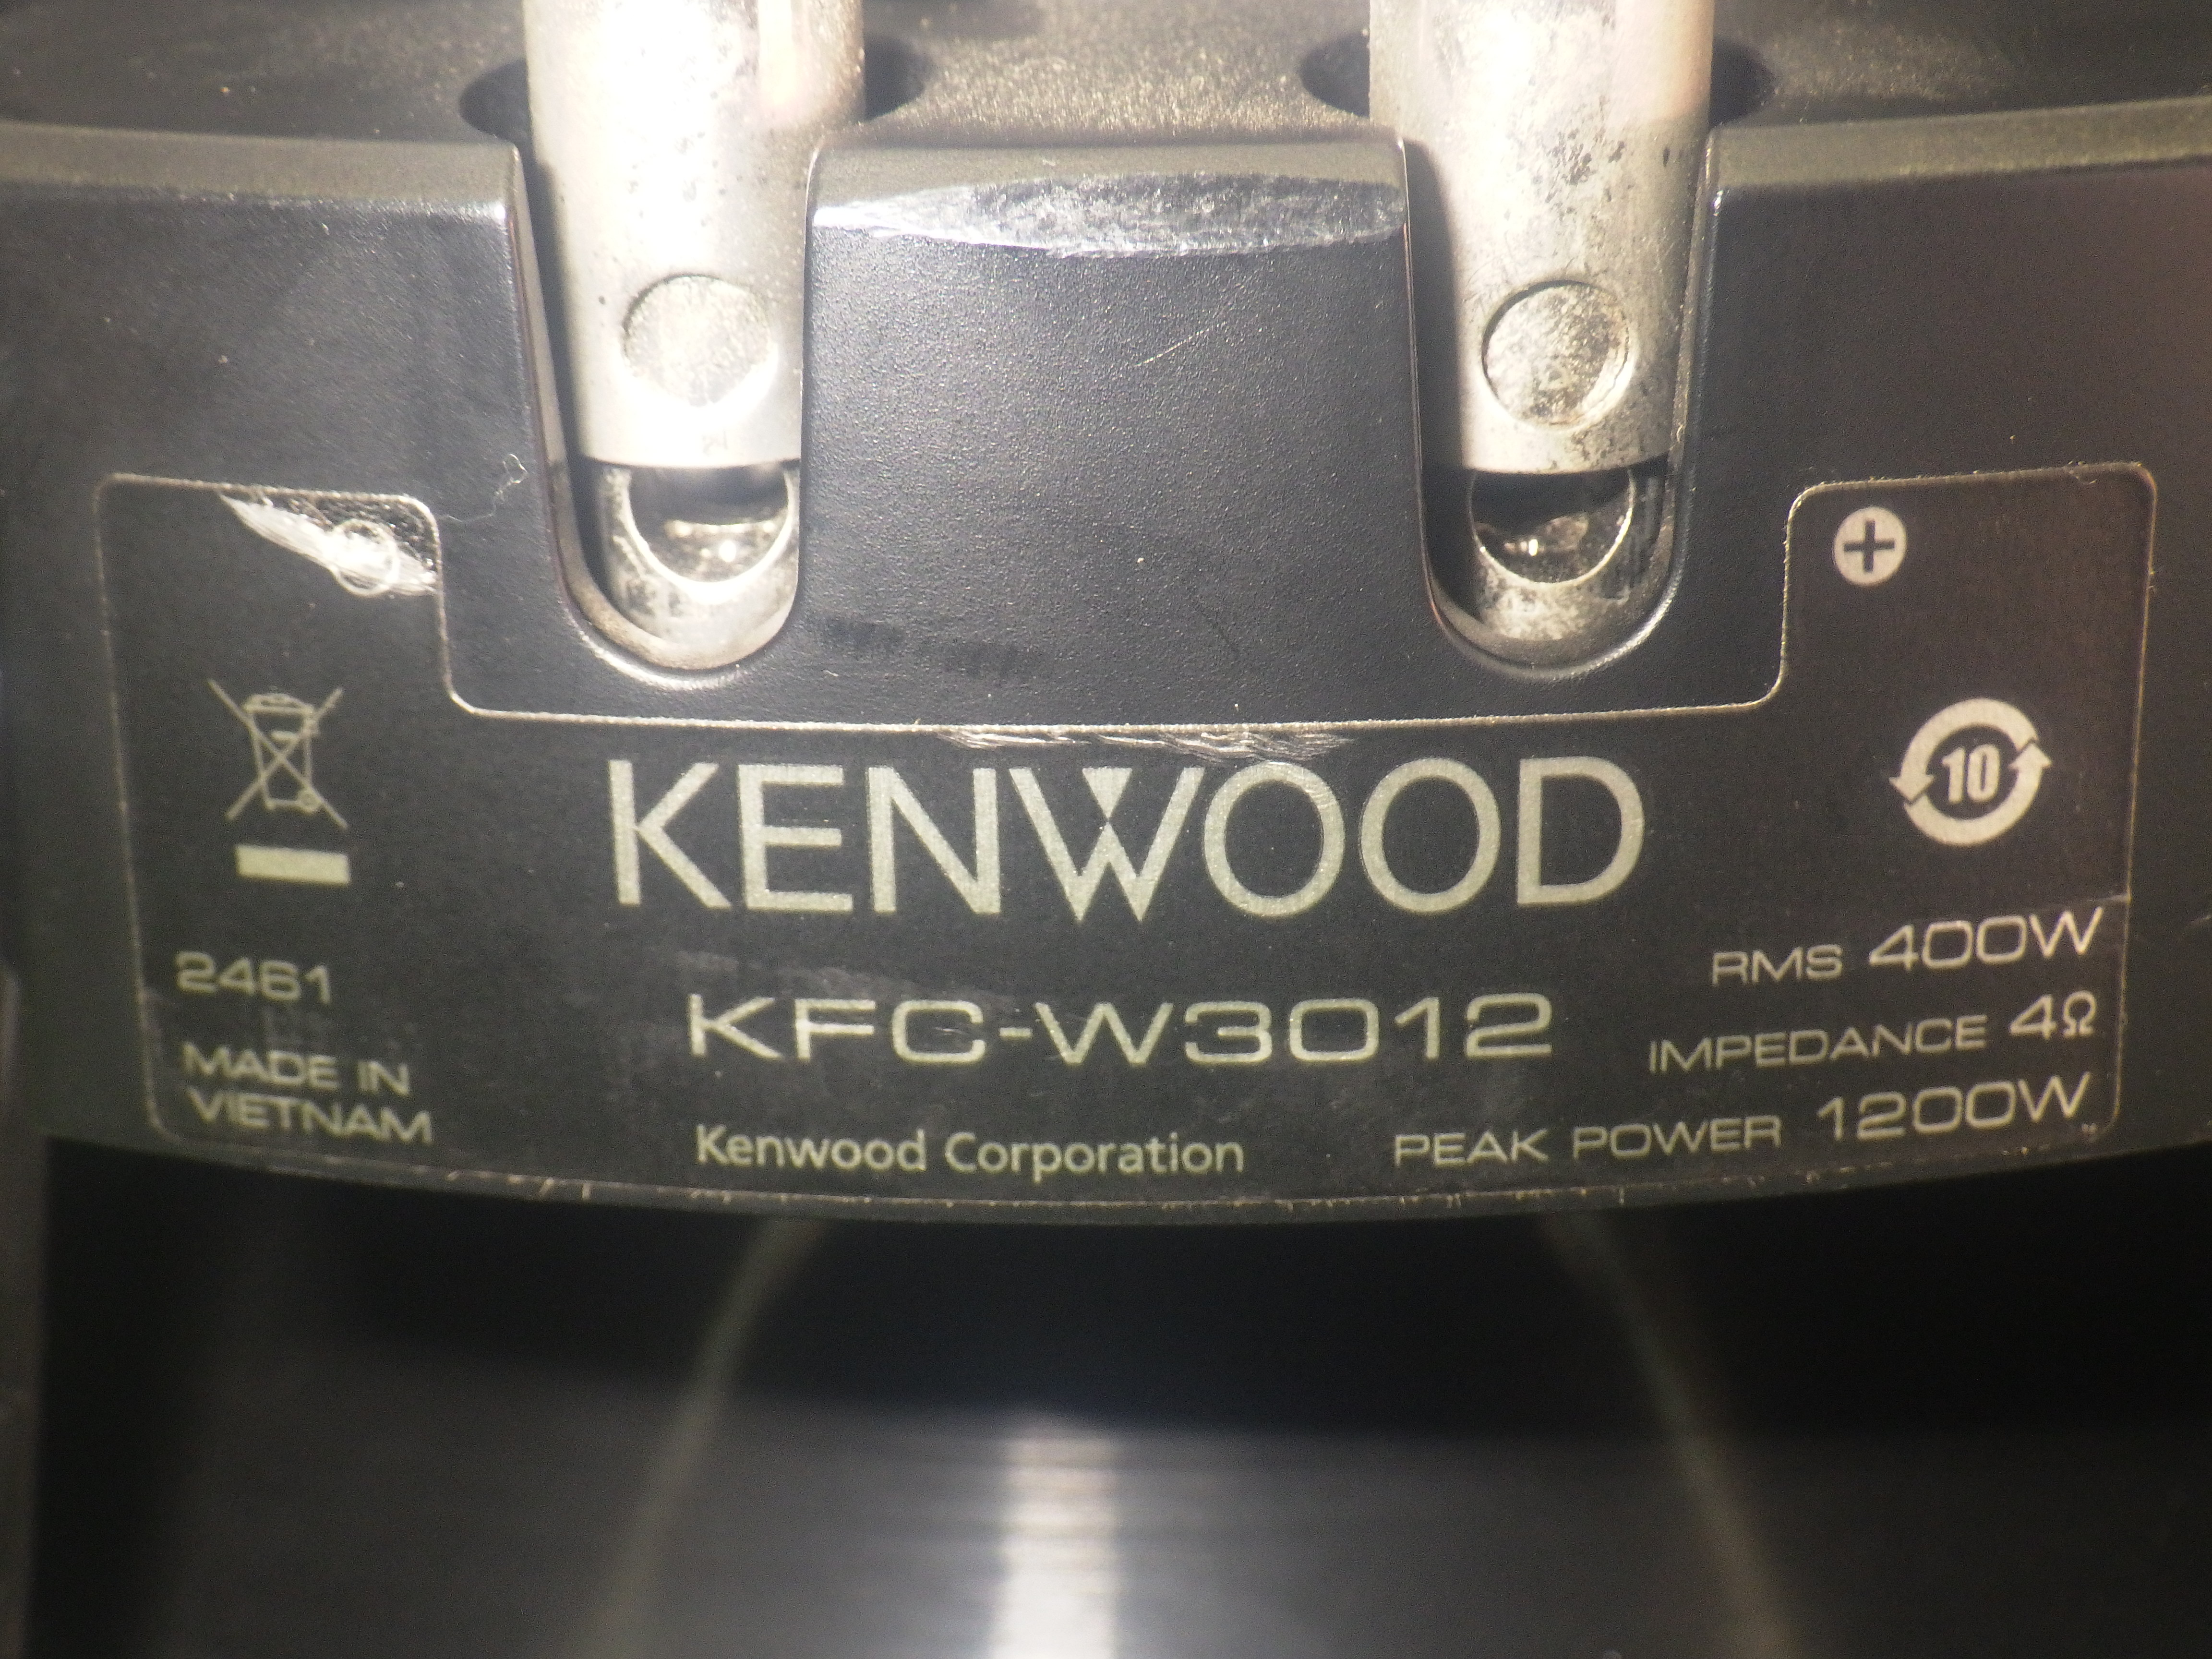 +
10
KENWOOD
2461
KFC-W3012
RMS 400W
IMPEDANCE 4Ω
MADE IN
VIETNAM
Kenwood Corporation
PEAK POWER 1200W